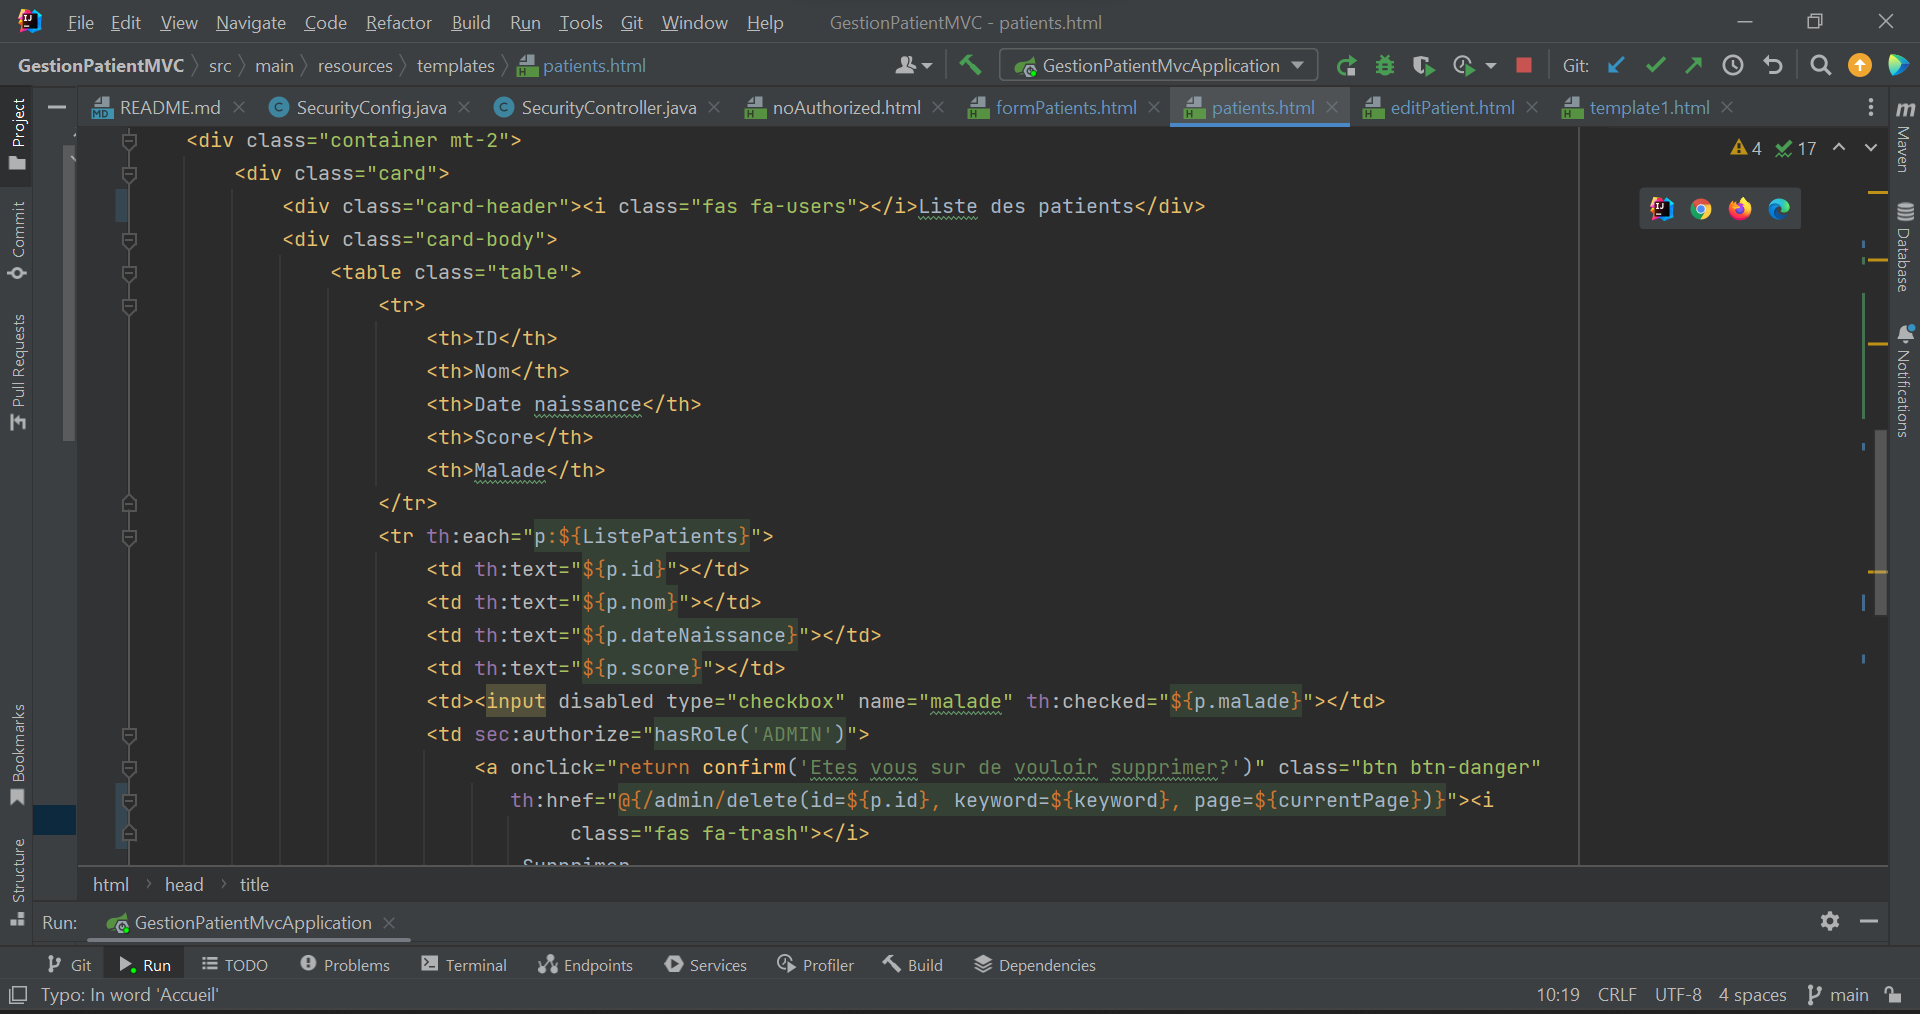 File Edit View Navigate Code Refactor Build Run Tools Git Window Help GestionPatientMVC - patients.html
GestionPatientMVC src main resources templates patients.html GestionPatientMvcApplication Git:
README.md SecurityConfig.java SecurityController.java noAuthorized.html formPatients.html patients.html editPatient.html template1.html
Project
Commit
Pull Requests
Bookmarks
Structure
4 17
<div class="container mt-2">
<div class="card">
<div class="card-header"><i class="fas fa-users"></i>Liste des patients</div>
<div class="card-body">
<table class="table">
<tr>
<th>ID</th>
<th>Nom</th>
<th>Date naissance</th>
<th>Score</th>
<th>Malade</th>
</tr>
<tr th:each="p:${ListePatients}">
<td th:text="${p.id}"></td>
<td th:text="${p.nom}"></td>
<td th:text="${p.dateNaissance}"></td>
<td th:text="${p.score}"></td>
<td><input disabled type="checkbox" name="malade" th:checked="${p.malade}"></td>
<td sec:authorize="hasRole('ADMIN')">
<a onclick="return confirm('Etes vous sur de vouloir supprimer?')" class="btn btn-danger"
th:href="@{/admin/delete(id=${p.id}, keyword=${keyword}, page=${currentPage})}"><i
class="fas fa-trash"></i>
Supprimer
Maven
Database
Notifications
html head title
Run: GestionPatientMvcApplication
Git Run TODO Problems Terminal Endpoints Services Profiler Build Dependencies
Typo: In word 'Accueil' 10:19 CRLF UTF-8 4 spaces main